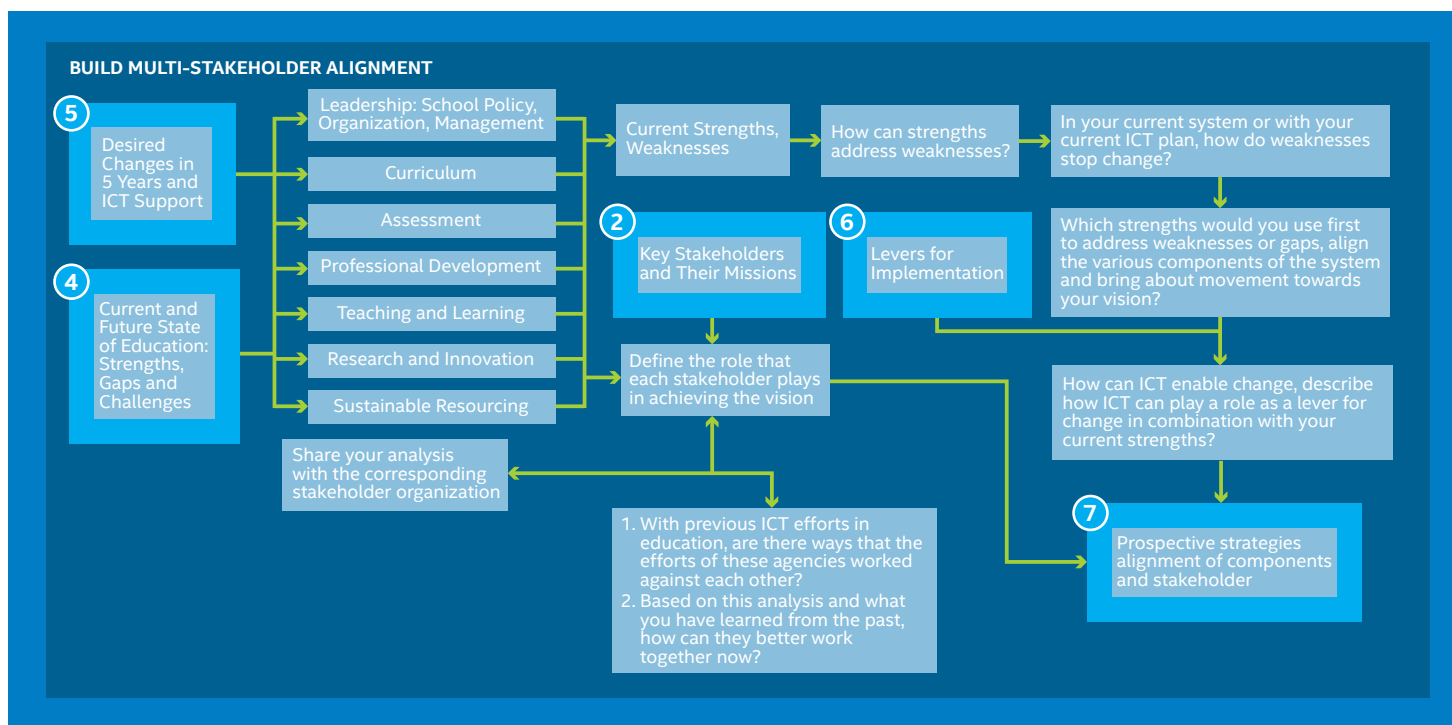 BUILD MULTI-STAKEHOLDER ALIGNMENT
5
Desired
Changes in
5 Years and
ICT Support
4
Current and
Future State
of Education:
Strengths,
Gaps and
Challenges
Leadership: School Policy,
Organization, Management
Curriculum
Assessment
Professional Development
Teaching and Learning
Research and Innovation
Sustainable Resourcing
Share your analysis
with the corresponding
stakeholder organization
Current Strengths,
Weaknesses
How can strengths
address weaknesses?
In your current system or with your
current ICT plan, how do weaknesses
stop change?
2
Key Stakeholders
and Their Missions
6
Levers for
Implementation
Which strengths would you use first
to address weaknesses or gaps, align
the various components of the system
and bring about movement towards
your vision?
Define the role that
each stakeholder plays
in achieving the vision
How can ICT enable change, describe
how ICT can play a role as a lever for
change in combination with your
current strengths?
1. With previous ICT efforts in
education, are there ways that the
efforts of these agencies worked
against each other?
2. Based on this analysis and what
you have learned from the past,
how can they better work
together now?
7
Prospective strategies
alignment of components
and stakeholder